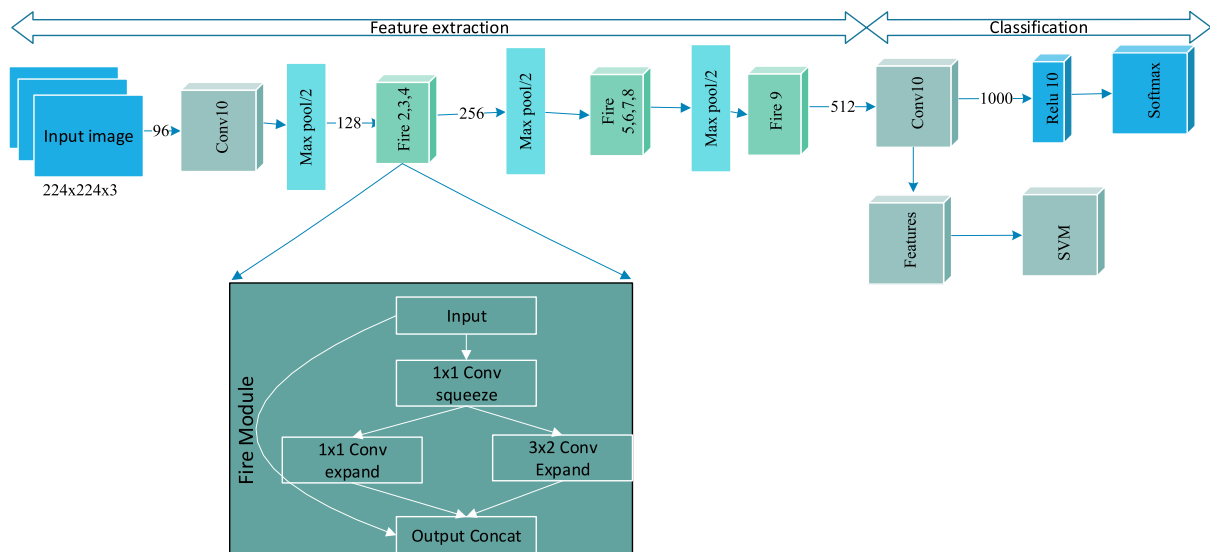 Feature extraction
Classification
Input image
224x224x3
96
Conv10
Max pool/2
128
Fire 2,3,4
256
Max pool/2
Fire
5,6,7,8
Max pool/2
Fire 9
512
Conv10
1000
Relu 10
Softmax
Features
SVM
Fire Module
Input
1x1 Conv
squeeze
1x1 Conv
expand
3x2 Conv
Expand
Output Concat